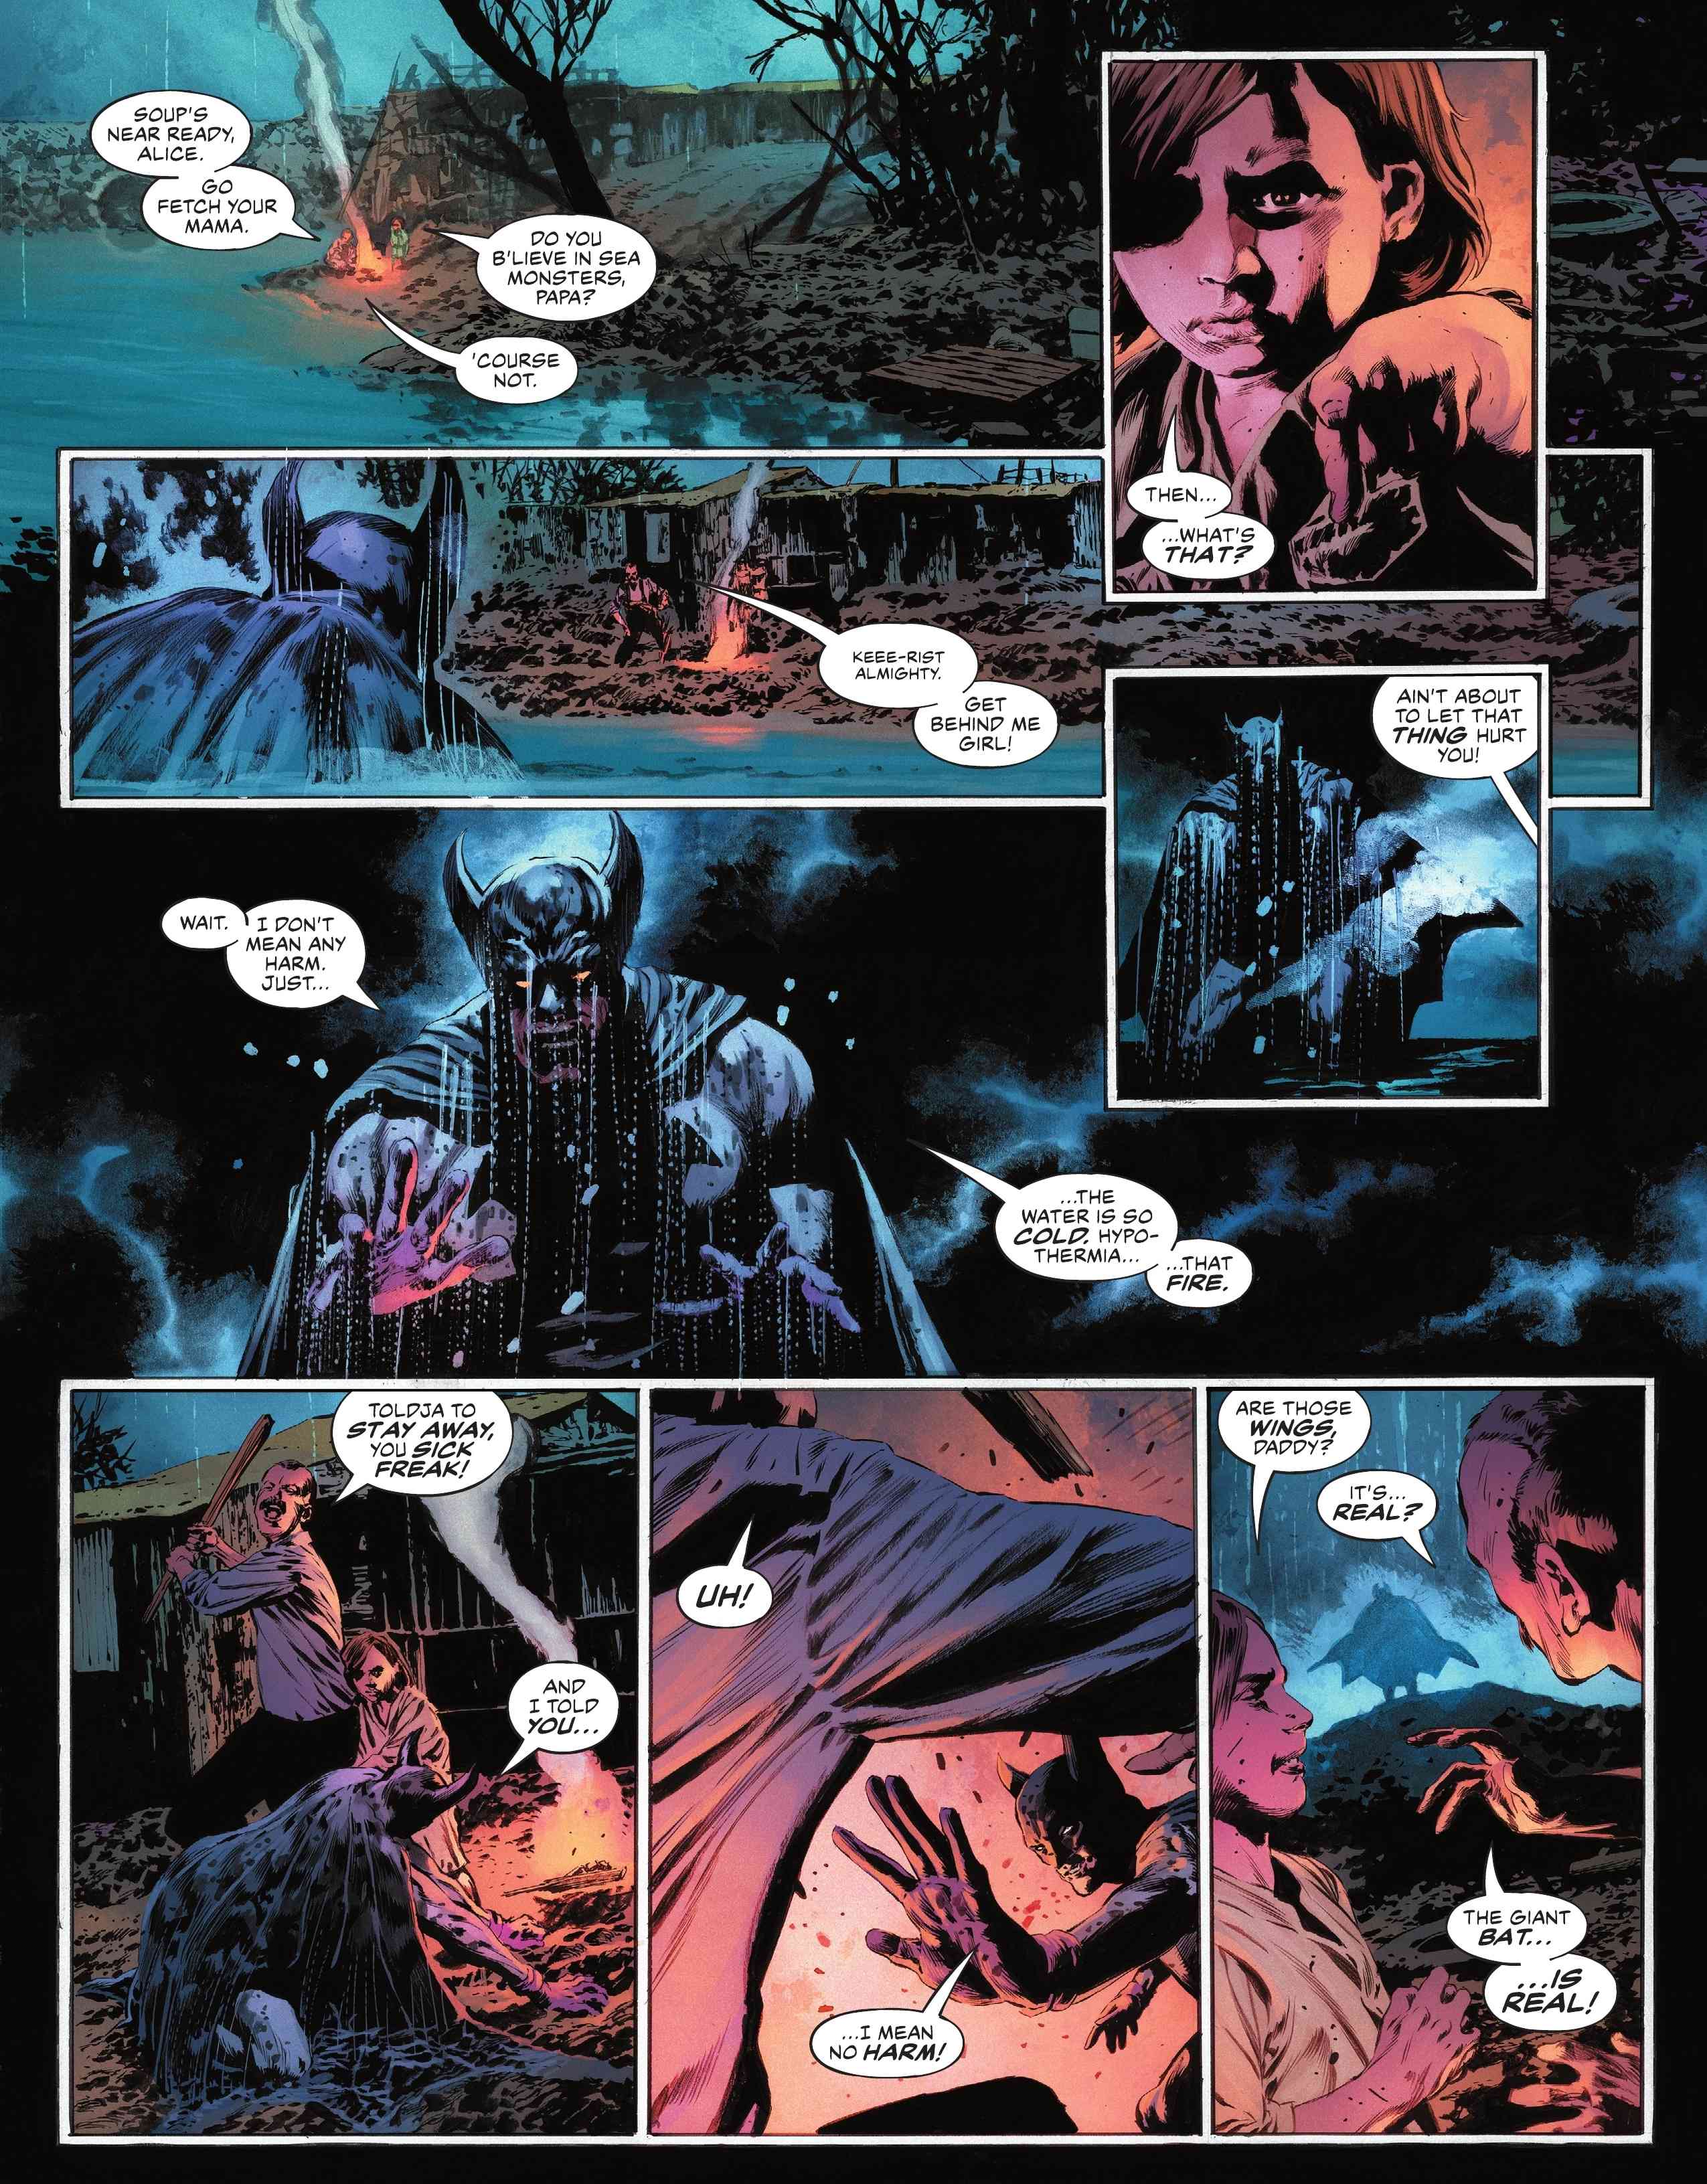 SOUP'S
NEAR READY,
ALICE.
GO
FETCH YOUR
MAMA.
DO YOU
B'LIEVE IN SEA
MONSTERS,
PAPA?
'COURSE
NOT.
THEN...
...WHAT'S
THAT?
KEEE-RIST
ALMIGHTY.
GET
BEHIND ME
GIRL!
AIN'T ABOUT
TO LET THAT
THING HURT
YOU!
WAIT.
I DON'T
MEAN ANY
HARM.
JUST...
...THE
WATER IS SO
COLD. HYPO-
THERMIA...
...THAT
FIRE.
TOLDJA TO
STAY AWAY,
YOU SICK
FREAK!
AND
I TOLD
YOU...
UH!
...I MEAN
NO HARM!
ARE THOSE
WINGS,
DADDY?
IT'S...
REAL?
THE GIANT
BAT...
...IS
REAL!